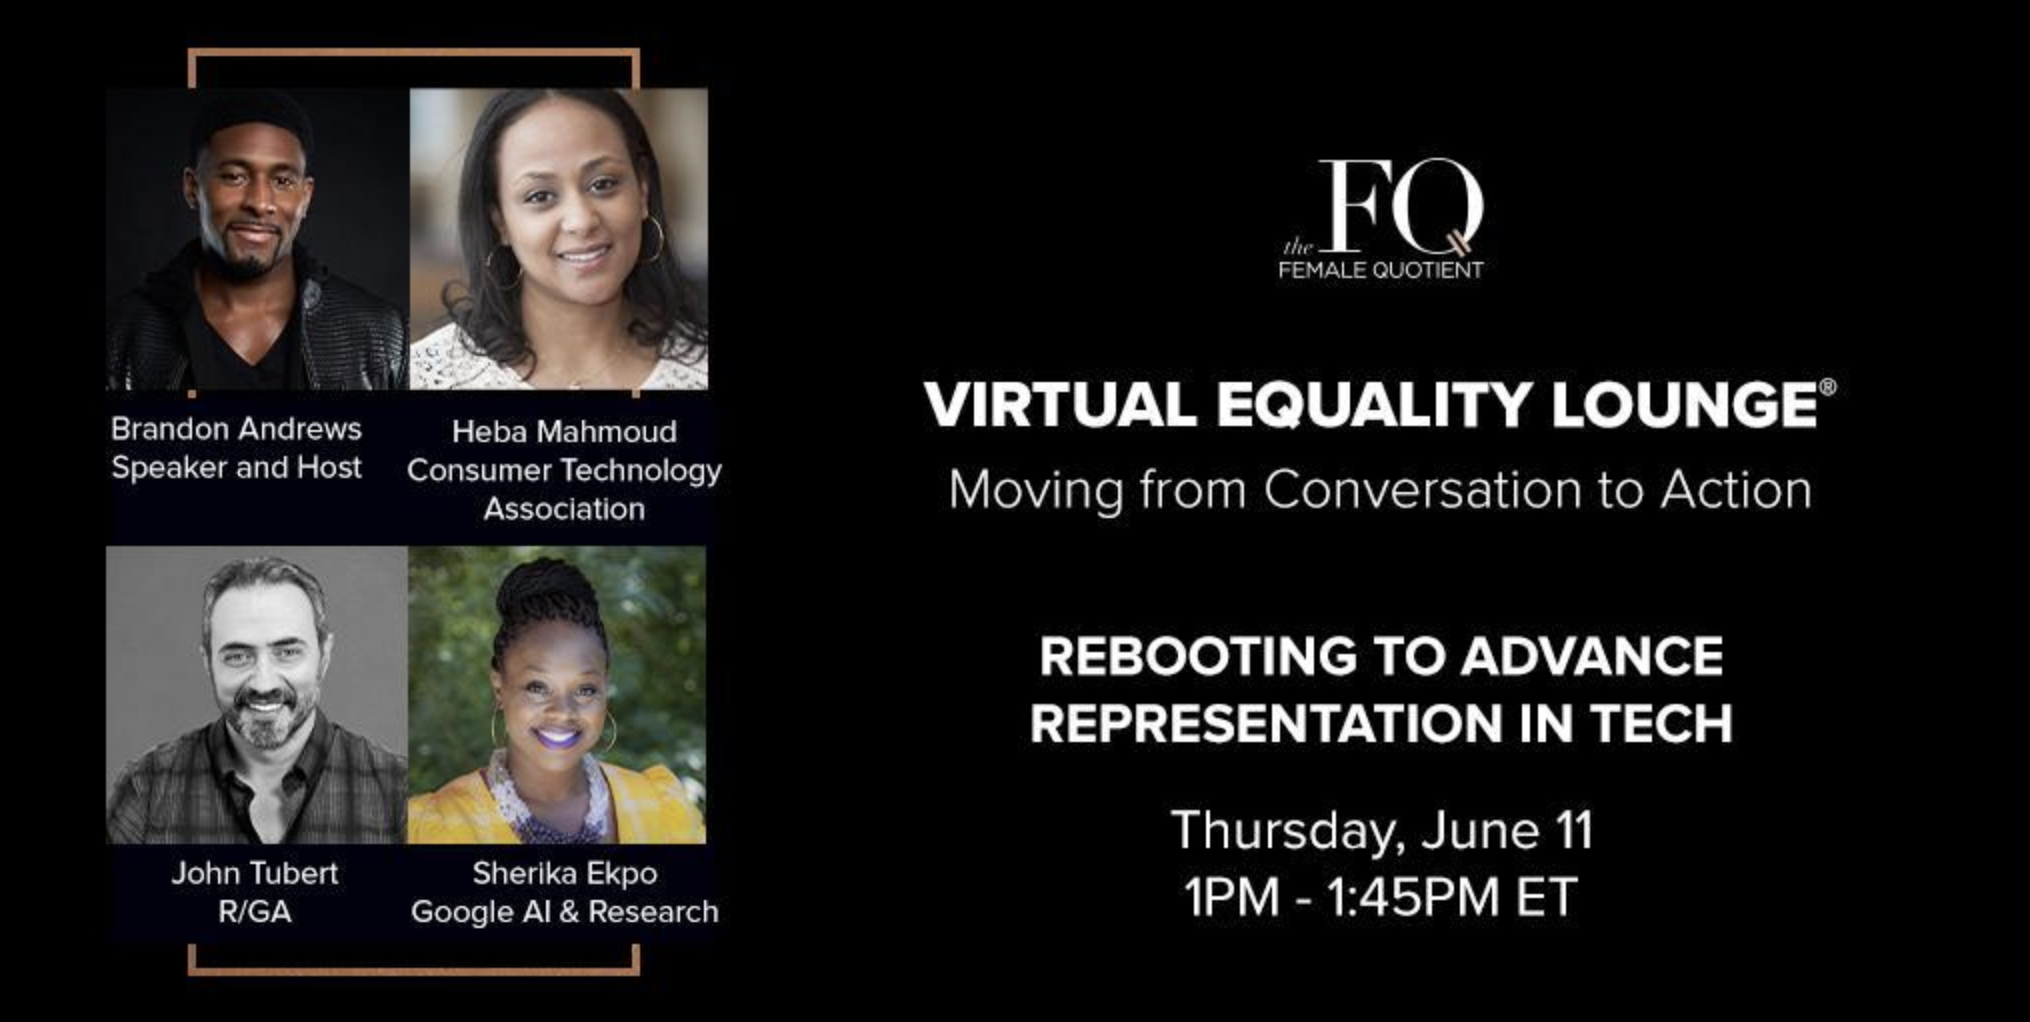 Brandon Andrews
Speaker and Host
Heba Mahmoud
Consumer Technology
Association
John Tubert
R/GA
Sherika Ekpo
Google AI & Research
the FQ
FEMALE QUOTIENT
VIRTUAL EQUALITY LOUNGE®
Moving from Conversation to Action
REBOOTING TO ADVANCE
REPRESENTATION IN TECH
Thursday, June 11
1PM - 1:45PM ET